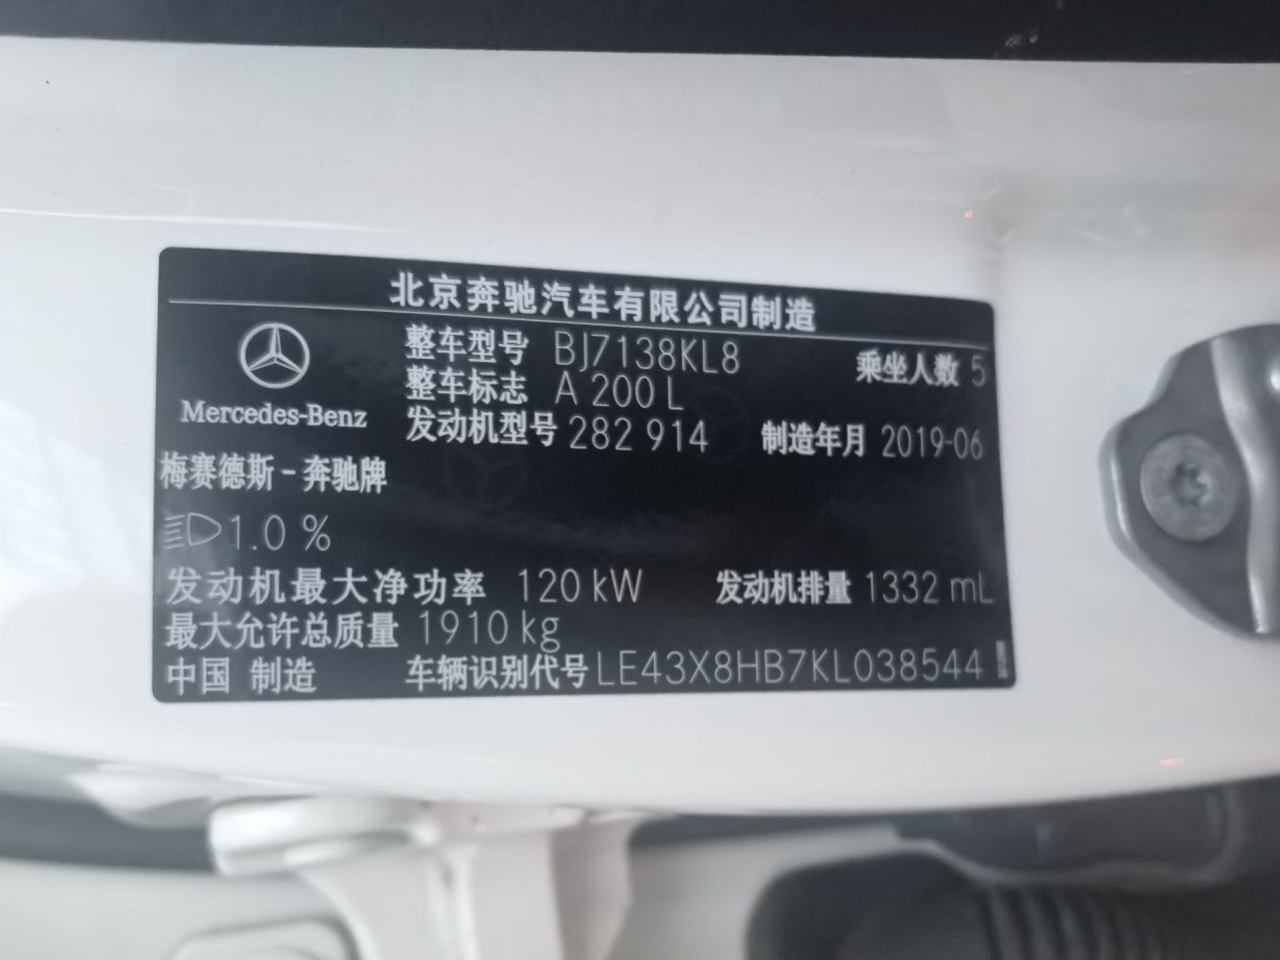 北京奔驰汽车有限公司制造
整车型号 BJ7138KL8 乘坐人数 5
整车标志 A 200 L
Mercedes-Benz
发动机型号 282 914 制造年月 2019-06
梅赛德斯-奔驰牌
1.0 %
发动机最大净功率 120 kW 发动机排量 1332 mL
最大允许总质量 1910 kg
中国 制造 车辆识别代号 LE43X8HB7KL038544